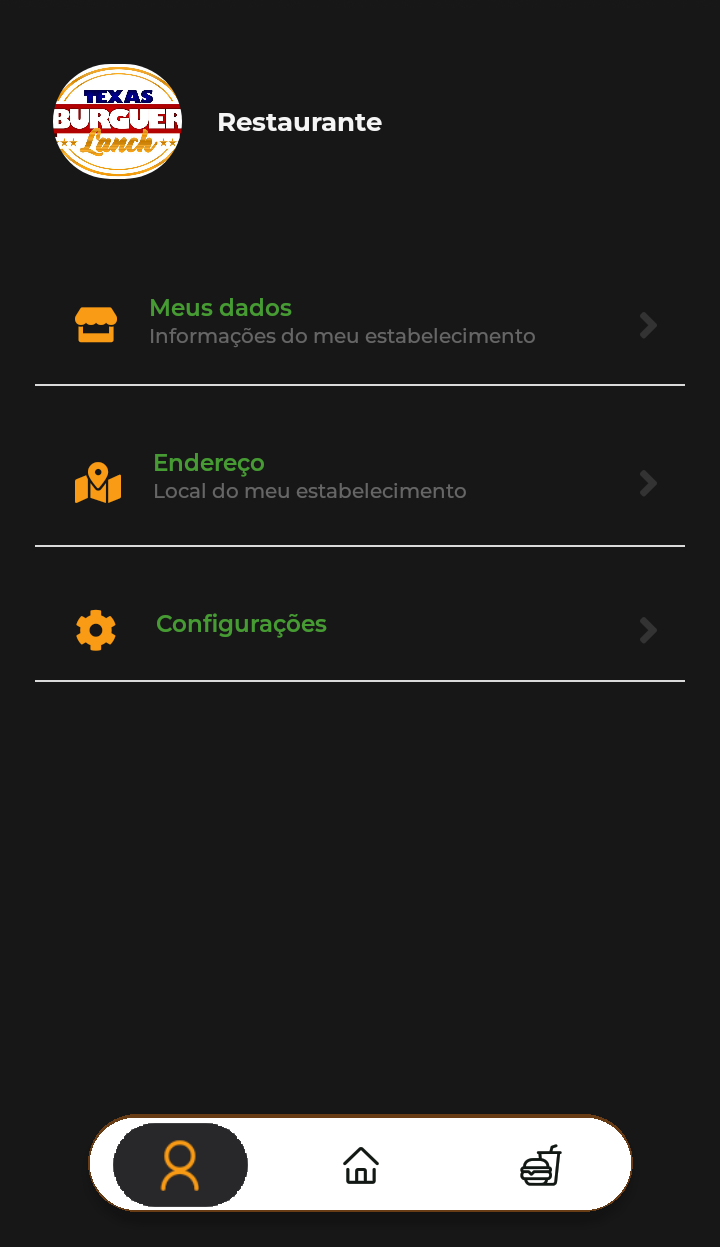 TEXAS
BURGUER
Lanch
Restaurante
Meus dados
Informações do meu estabelecimento
Endereço
Local do meu estabelecimento
Configurações